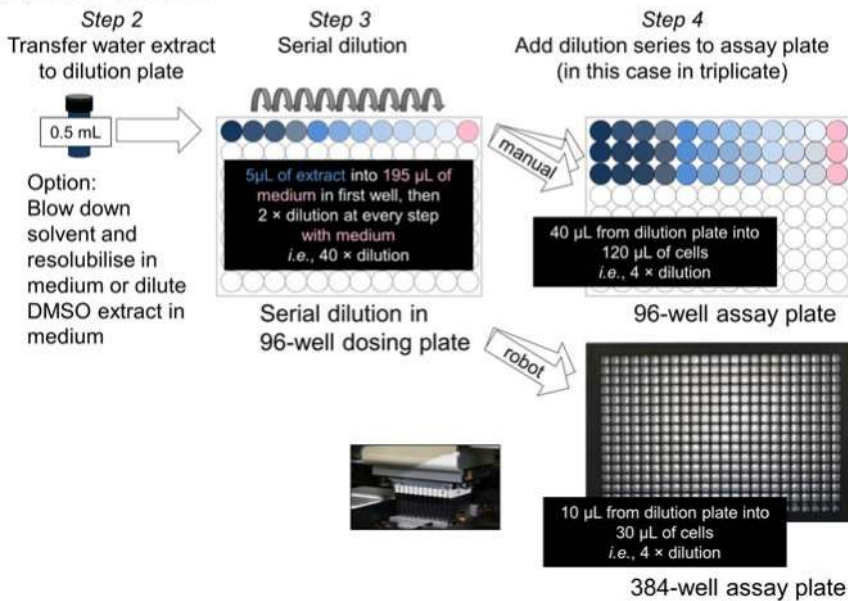 Step 2
Transfer water extract
to dilution plate
0.5 mL
Option:
Blow down
solvent and
resolubilise in
medium or dilute
DMSO extract in
medium
Step 3
Serial dilution
5µL of extract into 195 µL of
medium in first well, then
2 × dilution at every step
with medium
i.e., 40 × dilution
Serial dilution in
96-well dosing plate
manual
robot
Step 4
Add dilution series to assay plate
(in this case in triplicate)
40 µL from dilution plate into
120 µL of cells
i.e., 4 × dilution
96-well assay plate
10 µL from dilution plate into
30 µL of cells
i.e., 4 × dilution
384-well assay plate